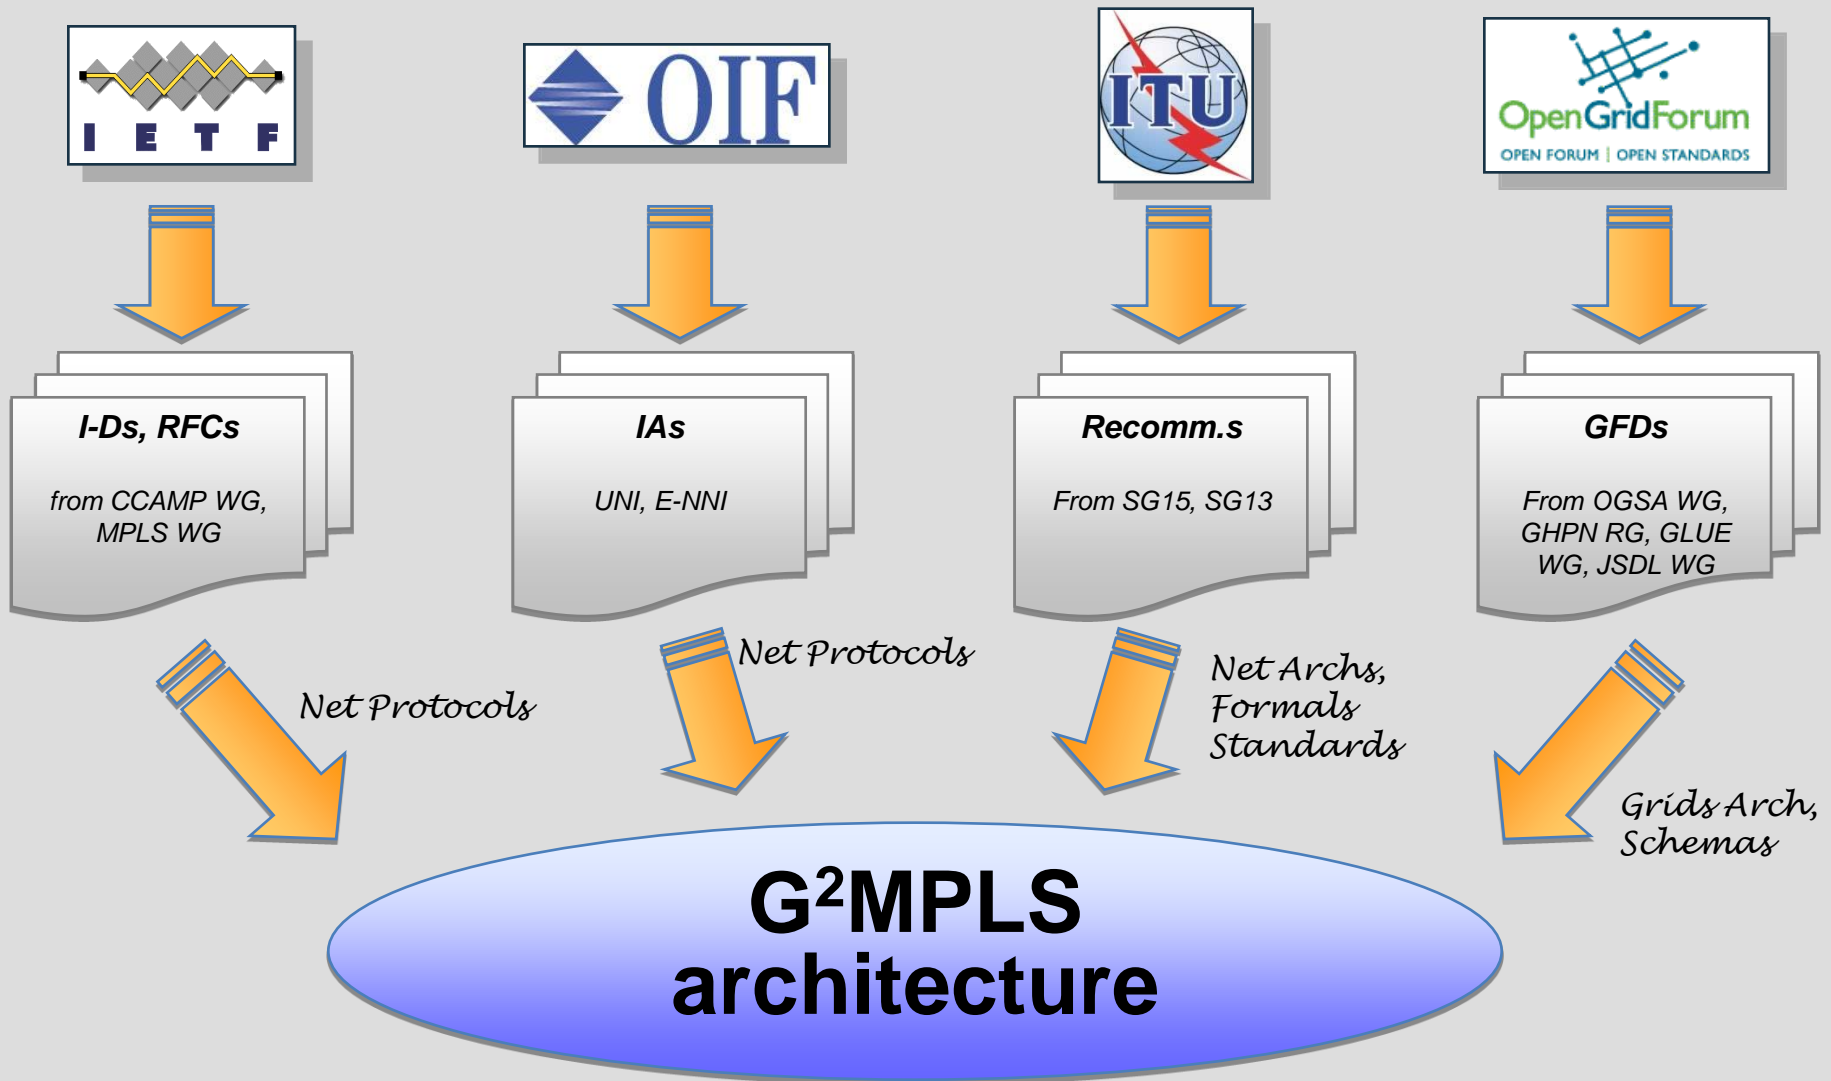 IETF
OIF
ITU
OpenGridForum
OPEN FORUM | OPEN STANDARDS
I-Ds, RFCs
from CCAMP WG,
MPLS WG
IAs
UNI, E-NNI
Recomm.s
From SG15, SG13
GFDs
From OGSA WG,
GHPN RG, GLUE
WG, JSDL WG
Net Protocols
Net Protocols
Net Archs,
Formals
Standards
Grids Arch,
Schemas
G²MPLS
architecture